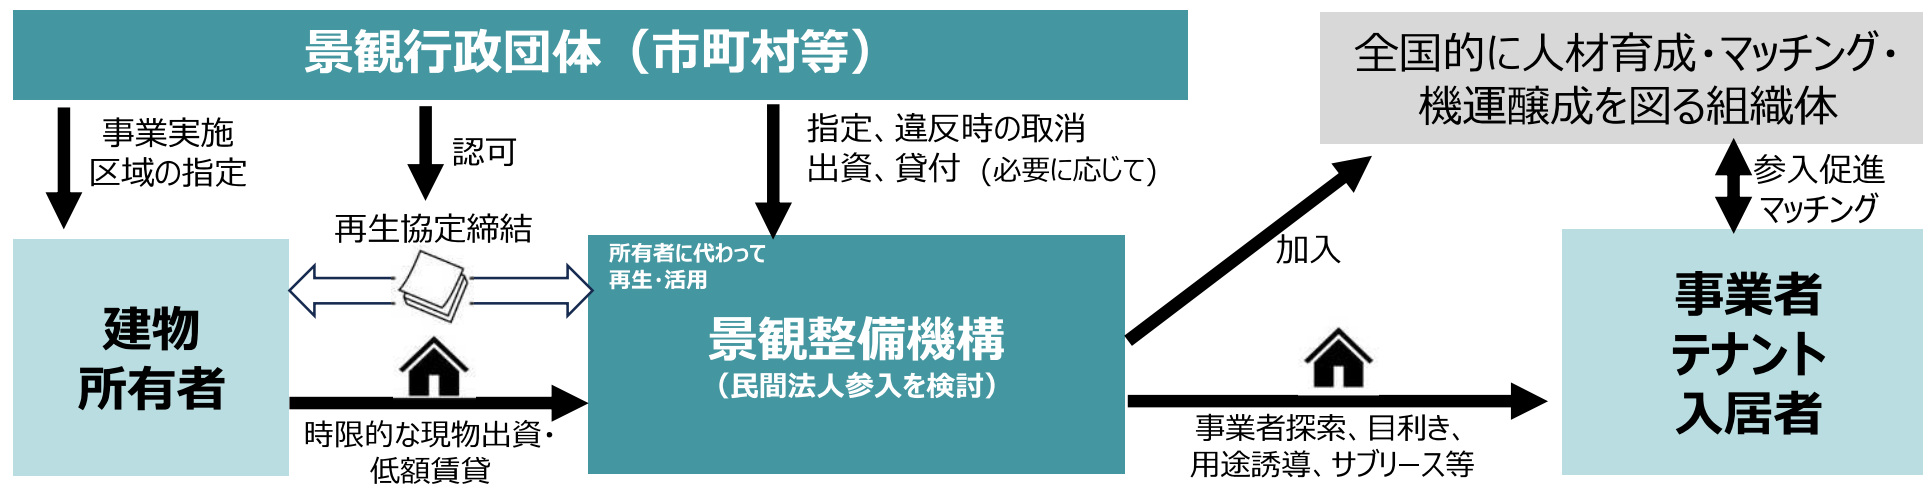 景観行政団体（市町村等）
全国的に人材育成・マッチング・
機運醸成を図る組織体
事業実施
区域の指定
認可
指定、違反時の取消
出資、貸付 (必要に応じて)
参入促進
マッチング
再生協定締結
加入
建物
所有者
所有者に代わって
再生・活用
景観整備機構
（民間法人参入を検討）
事業者
テナント
入居者
時限的な現物出資・
低額賃貸
事業者探索、目利き、
用途誘導、サブリース等